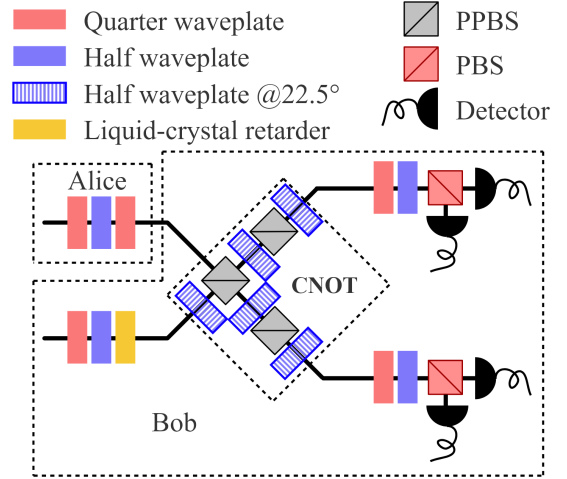 Quarter waveplate
Half waveplate
Half waveplate @22.5°
Liquid-crystal retarder
PPBS
PBS
Detector
Alice
CNOT
Bob